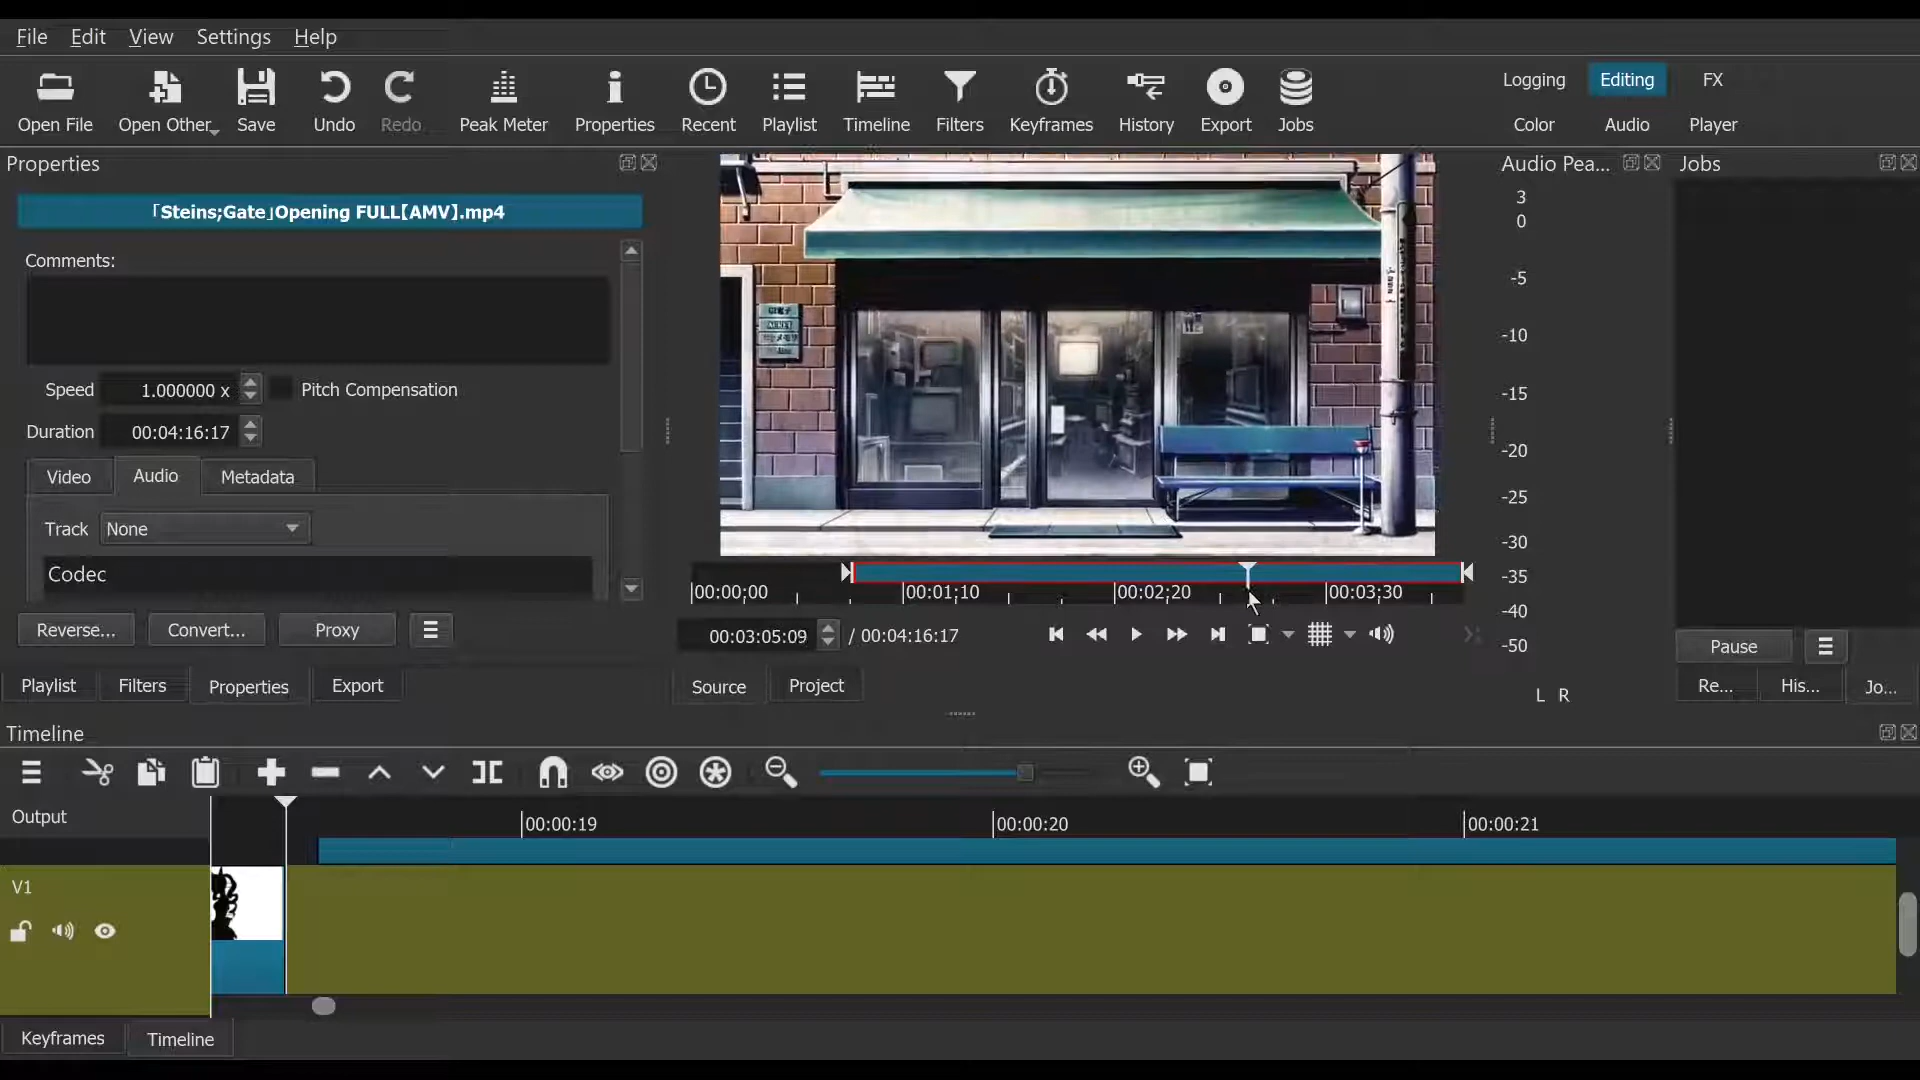 File Edit View Settings Help
Open File Open Other Save Undo Redo Peak Meter Properties Recent Playlist Timeline Filters Keyframes History Export Jobs
Logging Editing FX
Color Audio Player
Properties
「Steins;Gate」Opening FULL【AMV】.mp4
Comments:
Speed 1.000000 x Pitch Compensation
Duration 00:04:16:17
Video Audio Metadata
Track None
Codec
Reverse... Convert... Proxy
Playlist Filters Properties Export
00:00;00 00:01;10 00:02;20 00:03;30
00:03:05:09 / 00:04:16:17
Source Project
Audio Pea...
3
0
-5
-10
-15
-20
-25
-30
-35
-40
-50
L R
Jobs
Pause
Re... His... Jo...
Timeline
Output
00:00:19 00:00:20 00:00:21
V1
Keyframes Timeline